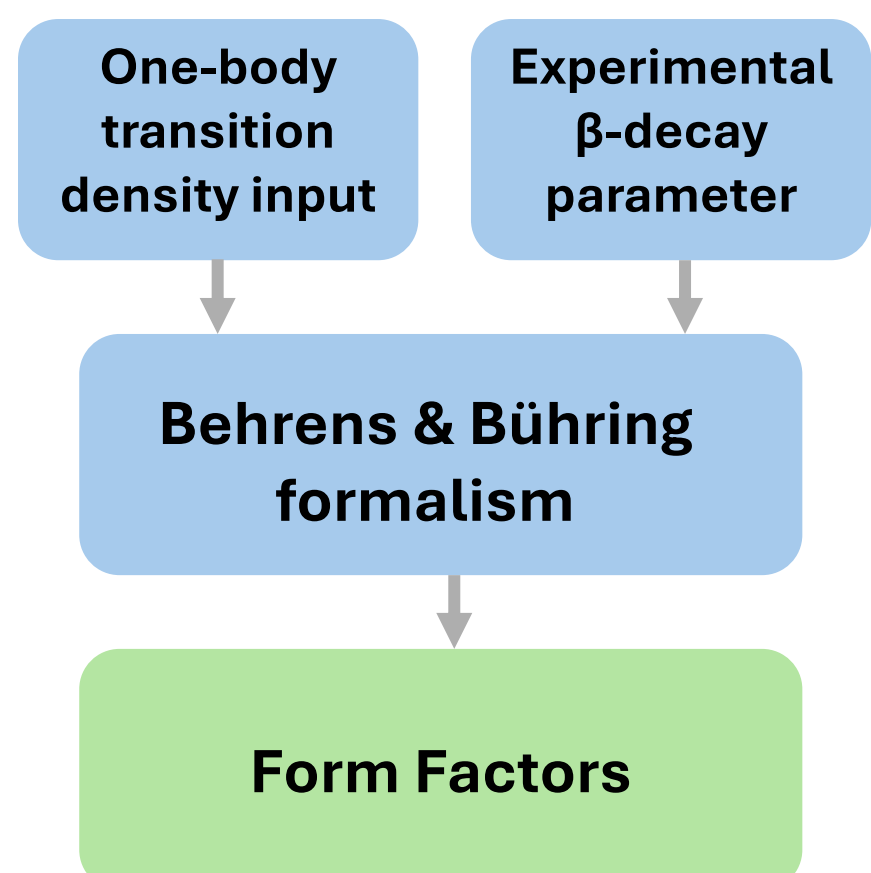 One-body
transition
density input
Experimental
β-decay
parameter
Behrens & Bühring
formalism
Form Factors